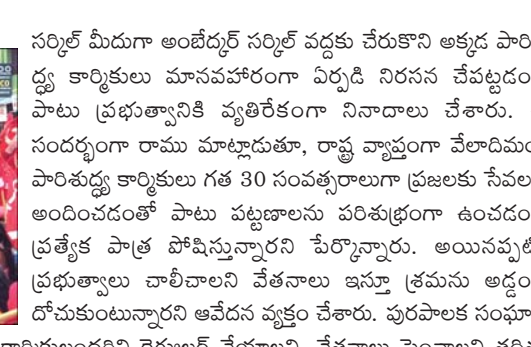 సర్కిల్ మీదుగా అంబేద్కర్ సర్కిల్ వద్దకు చేరుకొని అక్కడ పారి
ద్ధ్య కార్మికులు మానవహారంగా ఏర్పడి నిరసన చేపట్టడం
పాటు ప్రభుత్వానికి వ్యతిరేకంగా నినాదాలు చేశారు.
సందర్భంగా రాము మాట్లాడుతూ, రాష్ట్ర వ్యాప్తంగా వేలాదిమం
పారిశుద్ధ్య కార్మికులు గత 30 సంవత్సరాలుగా ప్రజలకు సేవల
అందించడంతో పాటు పట్టణాలను పరిశుభ్రంగా ఉంచడం
ప్రత్యేక పాత్ర పోషిస్తున్నారని పేర్కొన్నారు. అయినప్పటి
ప్రభుత్వాలు చాలీచాలని వేతనాలు ఇస్తూ శ్రమను అడ్డం
దోచుకుంటున్నారని ఆవేదన వ్యక్తం చేశారు. పురపాలక సంఘా